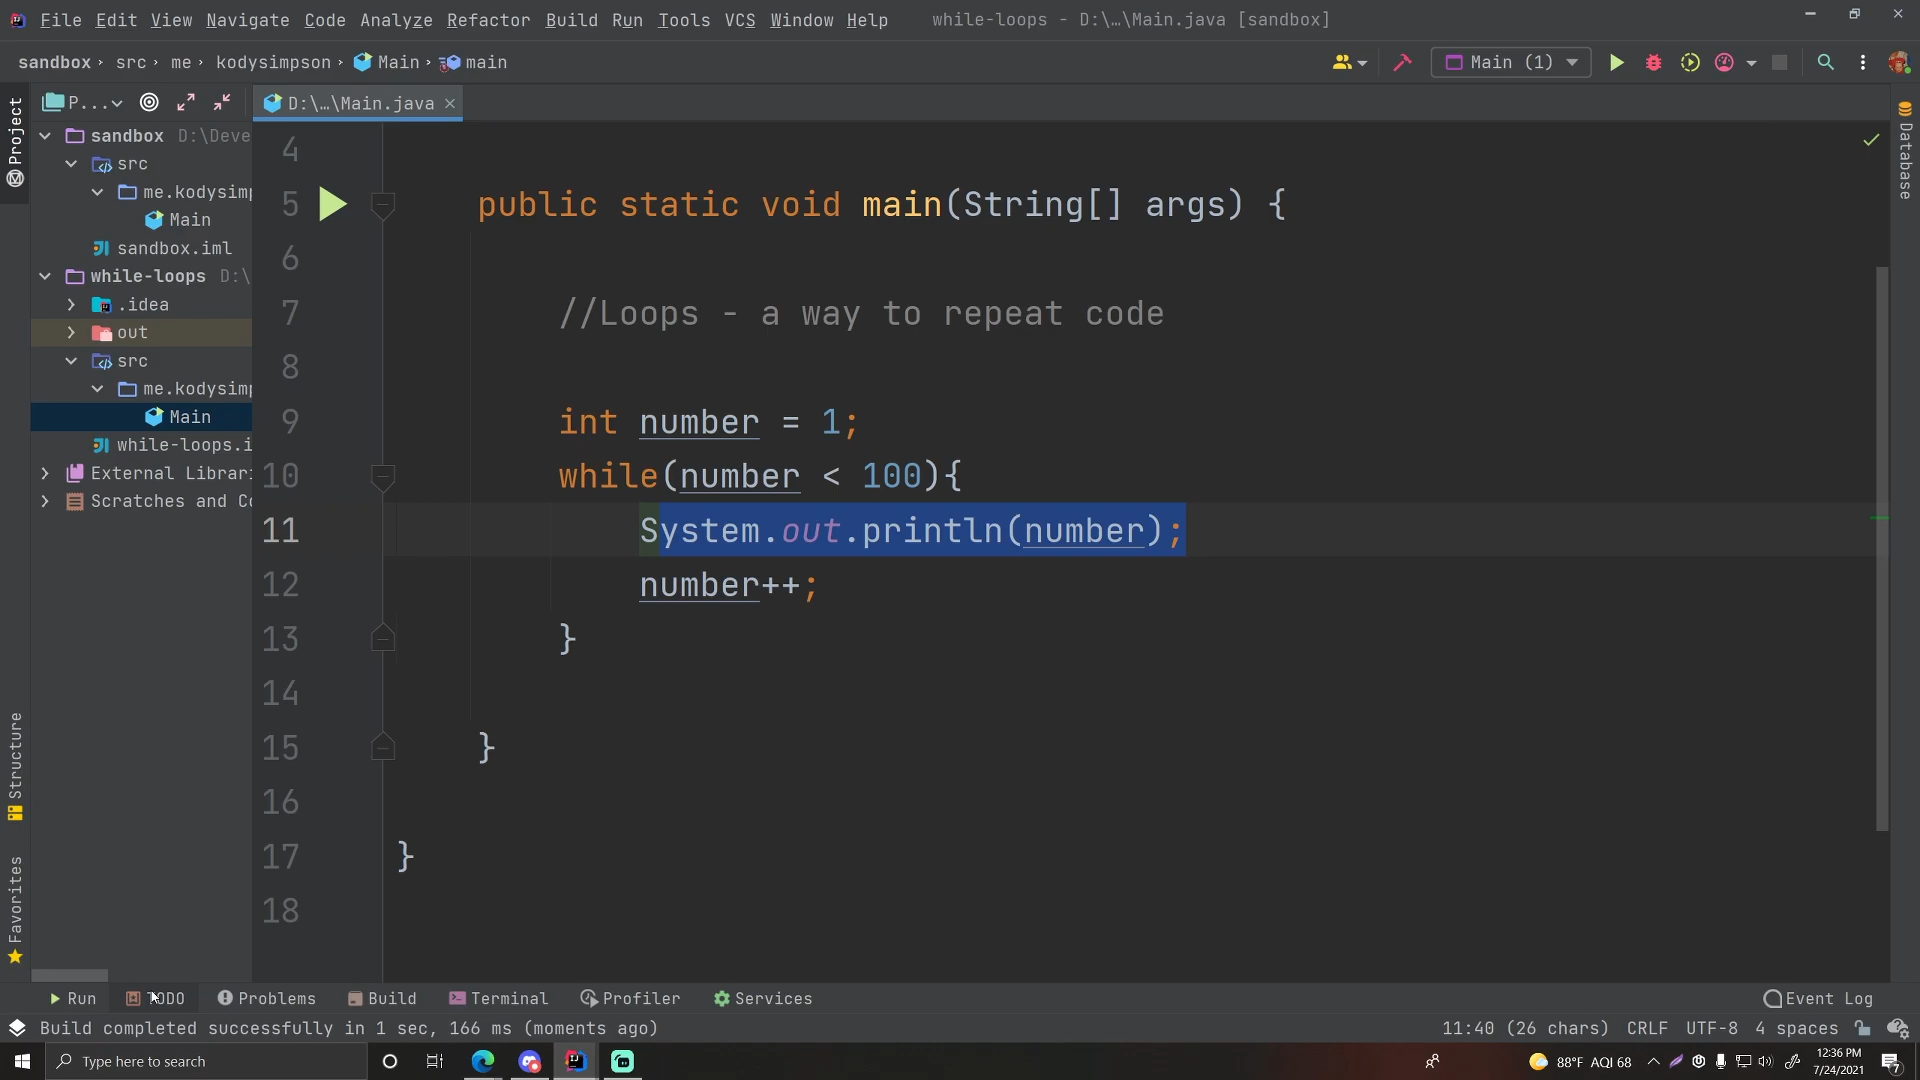 File Edit View Navigate Code Analyze Refactor Build Run Tools VCS Window Help while-loops - D:\...\Main.java [sandbox]
sandbox › src › me › kodysimpson › Main › main Main (1)
P... D:\...\Main.java
Project
sandbox D:\Deve
src
me.kodysimp
Main
sandbox.iml
while-loops D:\
.idea
out
src
me.kodysimp
Main
while-loops.i
External Librar
Scratches and Co
Structure
Favorites
Database
4
5 public static void main(String[] args) {
6
7 //Loops - a way to repeat code
8
9 int number = 1;
10 while(number < 100){
11 System.out.println(number);
12 number++;
13 }
14
15 }
16
17 }
18
Run TODO Problems Build Terminal Profiler Services Event Log
Build completed successfully in 1 sec, 166 ms (moments ago) 11:40 (26 chars) CRLF UTF-8 4 spaces
Type here to search 88°F AQI 68 12:36 PM
7/24/2021
7